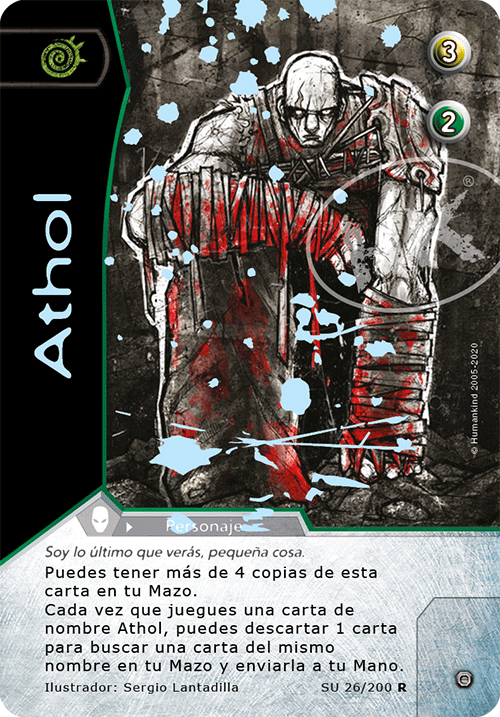 3
2
Athol
®
© Humankind 2005-2020
Personaje
Soy lo último que verás, pequeña cosa.
Puedes tener más de 4 copias de esta
carta en tu Mazo.
Cada vez que juegues una carta de
nombre Athol, puedes descartar 1 carta
para buscar una carta del mismo
nombre en tu Mazo y enviarla a tu Mano.
Ilustrador: Sergio Lantadilla SU 26/200 R